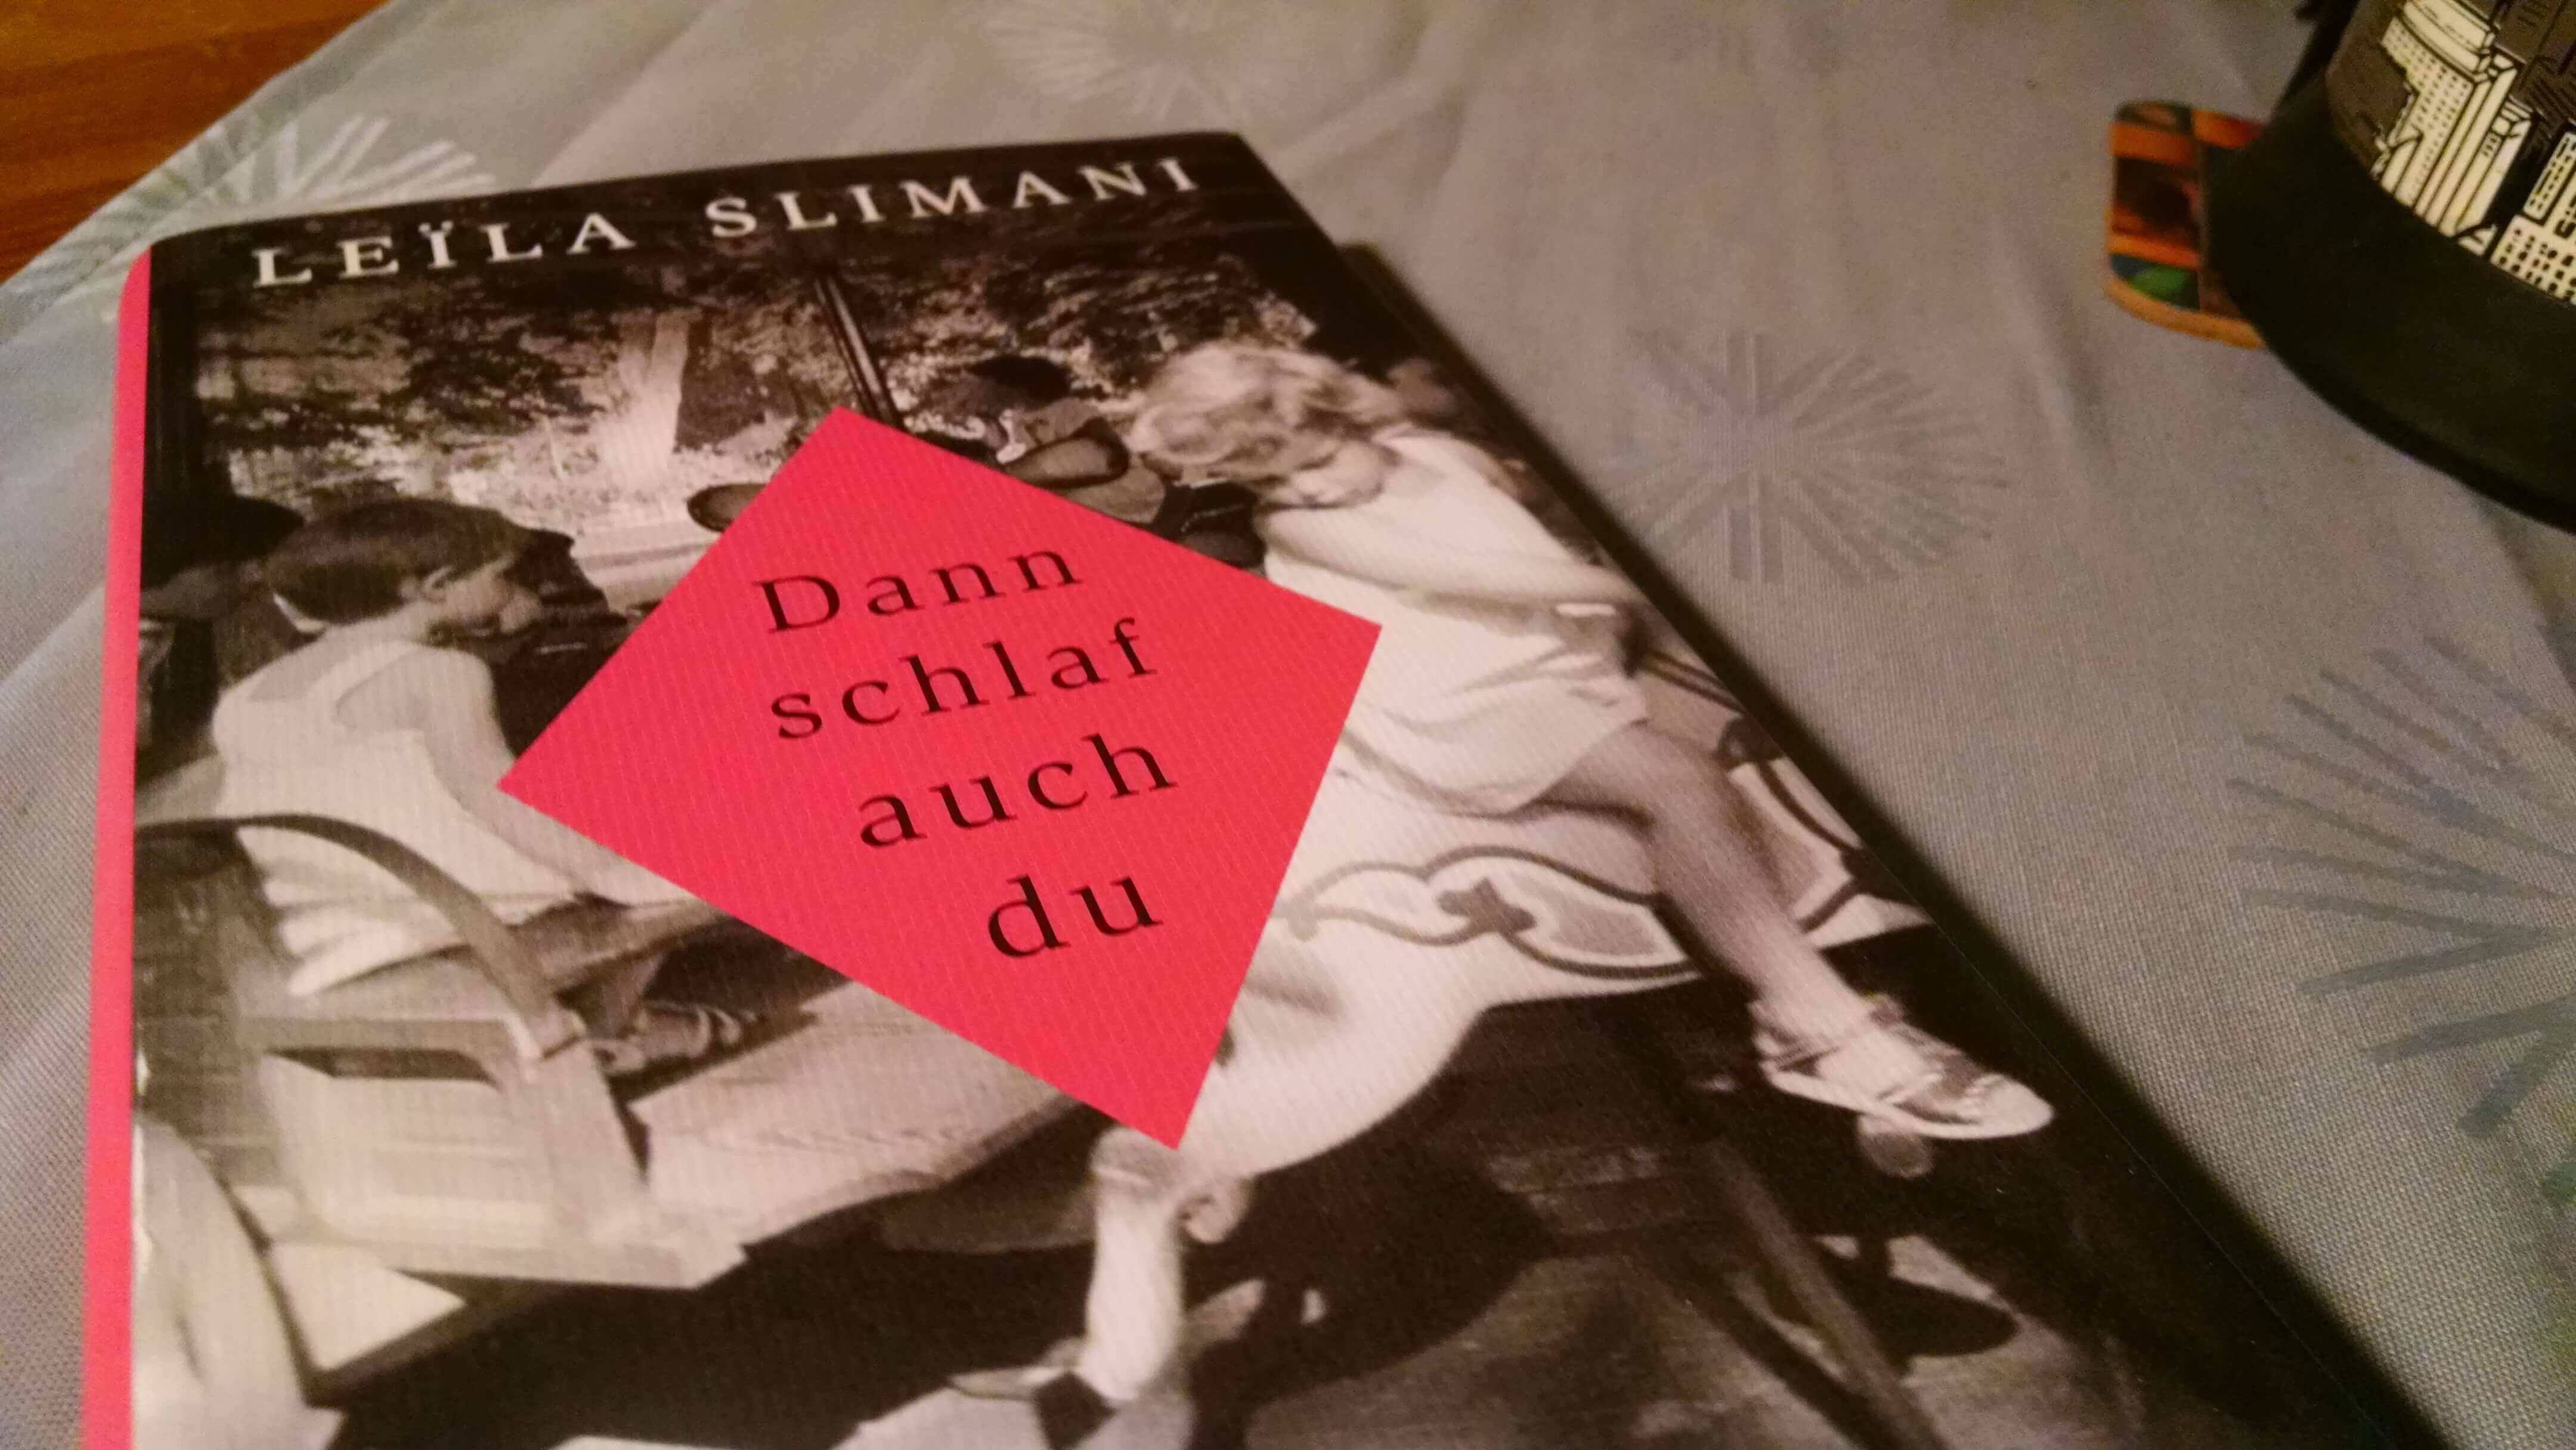 LEÏLA SLIMANI
Dann
schlaf
auch
du